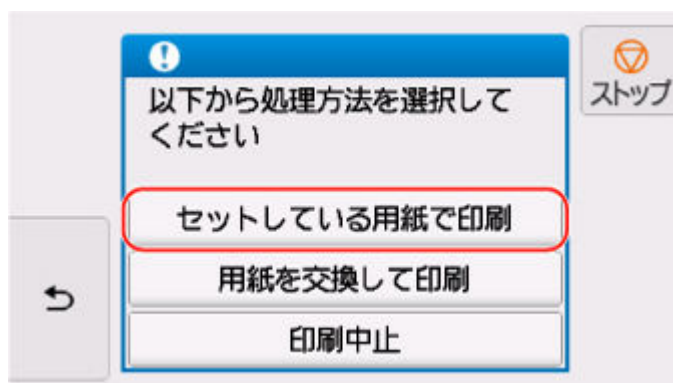 以下から処理方法を選択して
ください
ストップ
セットしている用紙で印刷
用紙を交換して印刷
印刷中止